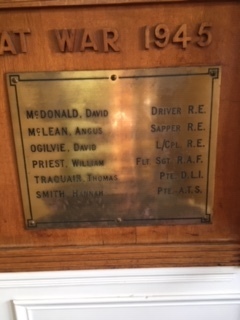 AT WAR 1945
McDONALD, DAVID DRIVER R.E.
McLEAN, ANGUS SAPPER R.E.
OGILVIE, DAVID L/CPL. R.E.
PRIEST, WILLIAM FLT SGT. R.A.F.
TRAQUAIR, THOMAS PTE. D.L.I.
SMITH, HANNAH PTE. A.T.S.